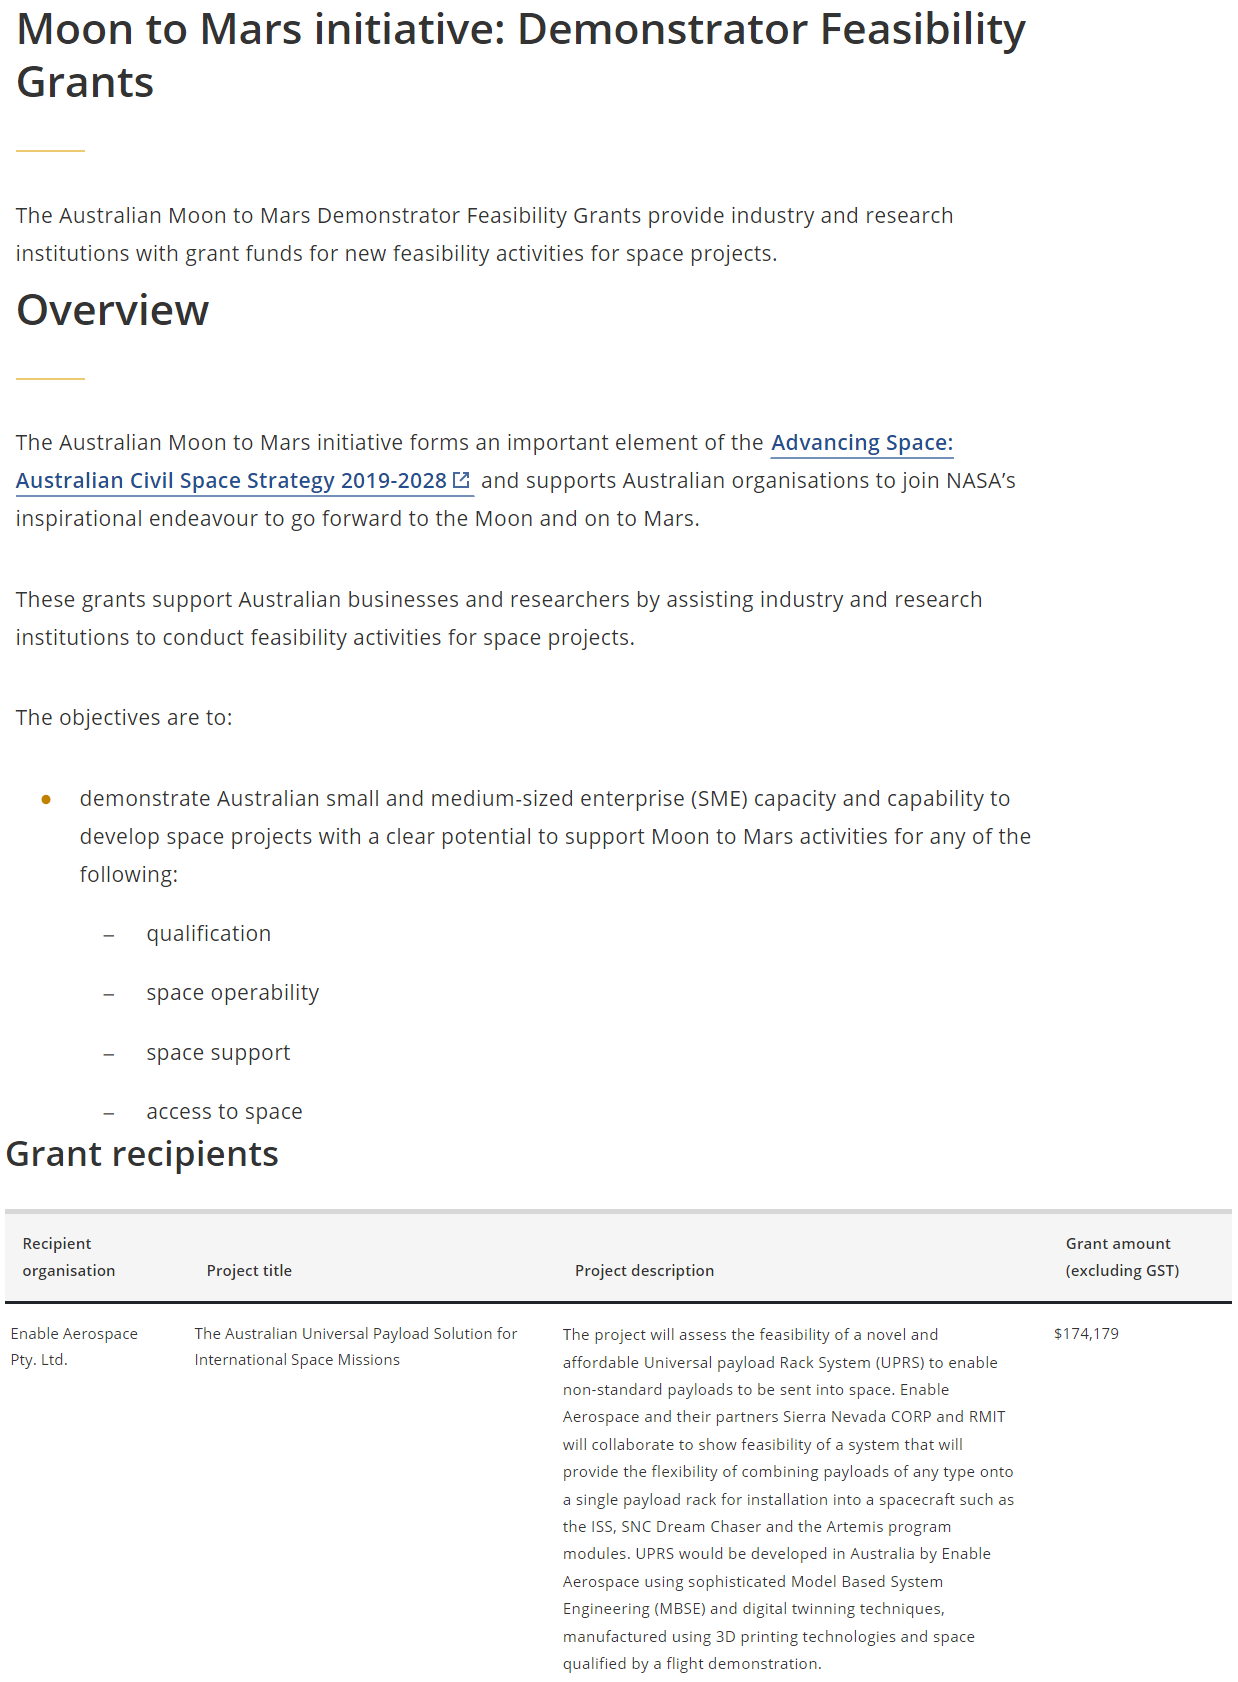 Moon to Mars initiative: Demonstrator Feasibility
Grants
The Australian Moon to Mars Demonstrator Feasibility Grants provide industry and research
institutions with grant funds for new feasibility activities for space projects.
Overview
The Australian Moon to Mars initiative forms an important element of the Advancing Space:
Australian Civil Space Strategy 2019-2028 and supports Australian organisations to join NASA’s
inspirational endeavour to go forward to the Moon and on to Mars.
These grants support Australian businesses and researchers by assisting industry and research
institutions to conduct feasibility activities for space projects.
The objectives are to:
• demonstrate Australian small and medium-sized enterprise (SME) capacity and capability to
develop space projects with a clear potential to support Moon to Mars activities for any of the
following:
– qualification
– space operability
– space support
– access to space
Grant recipients
Recipient
organisation
Project title
Project description
Grant amount
(excluding GST)
Enable Aerospace
Pty. Ltd.
The Australian Universal Payload Solution for
International Space Missions
The project will assess the feasibility of a novel and
affordable Universal payload Rack System (UPRS) to enable
non-standard payloads to be sent into space. Enable
Aerospace and their partners Sierra Nevada CORP and RMIT
will collaborate to show feasibility of a system that will
provide the flexibility of combining payloads of any type onto
a single payload rack for installation into a spacecraft such as
the ISS, SNC Dream Chaser and the Artemis program
modules. UPRS would be developed in Australia by Enable
Aerospace using sophisticated Model Based System
Engineering (MBSE) and digital twinning techniques,
manufactured using 3D printing technologies and space
qualified by a flight demonstration.
$174,179